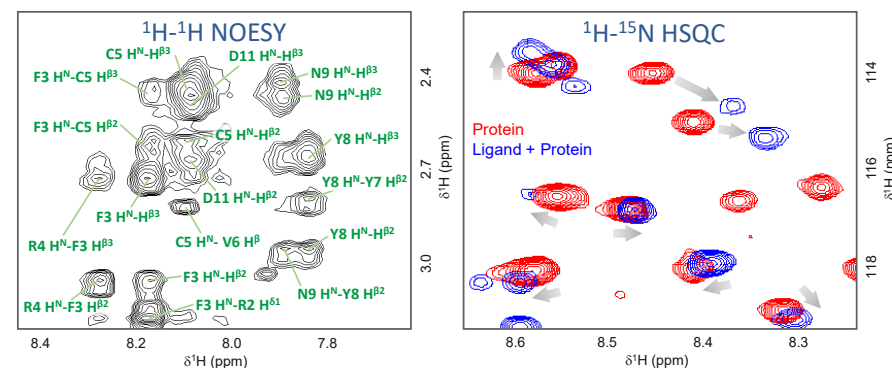 ¹H-¹H NOESY
C5 Hᴺ-Hᵝ³
D11 Hᴺ-Hᵝ³
F3 Hᴺ-C5 Hᵝ³
N9 Hᴺ-Hᵝ³
N9 Hᴺ-Hᵝ²
F3 Hᴺ-C5 Hᵝ²
C5 Hᴺ-Hᵝ²
Y8 Hᴺ-Hᵝ³
D11 Hᴺ-Hᵝ²
Y8 Hᴺ-Y7 Hᵝ²
F3 Hᴺ-Hᵝ³
R4 Hᴺ-F3 Hᵝ³
C5 Hᴺ- V6 Hᵝ
Y8 Hᴺ-Hᵝ²
F3 Hᴺ-Hᵝ²
N9 Hᴺ-Y8 Hᵝ²
R4 Hᴺ-F3 Hᵝ²
F3 Hᴺ-R2 Hᵟ¹
2.4
2.7
3.0
δ¹H (ppm)
8.4 8.2 8.0 7.8
δ¹H (ppm)
¹H-¹⁵N HSQC
Protein
Ligand + Protein
114
116
118
δ¹⁵N (ppm)
8.6 8.5 8.4 8.3
δ¹H (ppm)